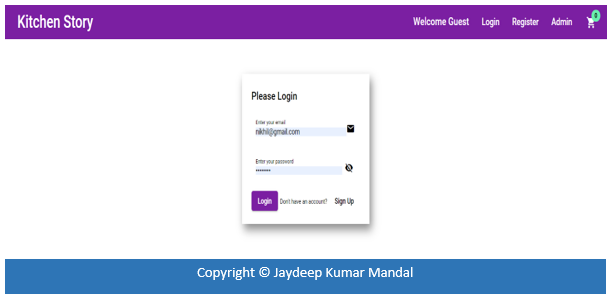 Kitchen Story Welcome Guest Login Register Admin 0
Please Login
Enter your email
nikhil@gmail.com
Enter your password
•••••••
Login Don't have an account? Sign Up
Copyright © Jaydeep Kumar Mandal